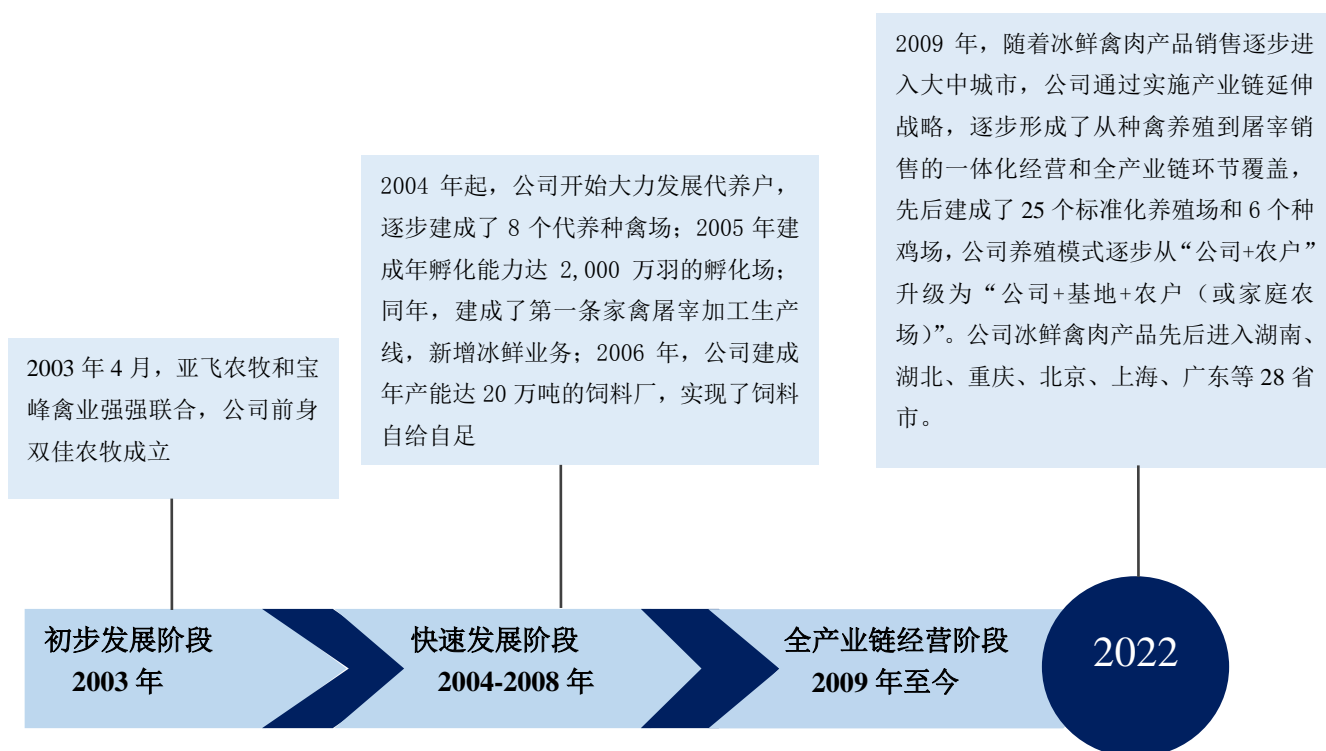 2003 年 4 月，亚飞农牧和宝
峰禽业强强联合，公司前身
双佳农牧成立
2004 年起，公司开始大力发展代养户，
逐步建成了 8 个代养种禽场；2005 年建
成年孵化能力达 2,000 万羽的孵化场；
同年，建成了第一条家禽屠宰加工生产
线，新增冰鲜业务；2006 年，公司建成
年产能达 20 万吨的饲料厂，实现了饲料
自给自足
2009 年，随着冰鲜禽肉产品销售逐步进
入大中城市，公司通过实施产业链延伸
战略，逐步形成了从种禽养殖到屠宰销
售的一体化经营和全产业链环节覆盖，
先后建成了 25 个标准化养殖场和 6 个种
鸡场，公司养殖模式逐步从“公司+农户”
升级为“公司+基地+农户（或家庭农
场）”。公司冰鲜禽肉产品先后进入湖南、
湖北、重庆、北京、上海、广东等 28 省
市。
初步发展阶段
2003 年
快速发展阶段
2004-2008 年
全产业链经营阶段
2009 年至今
2022